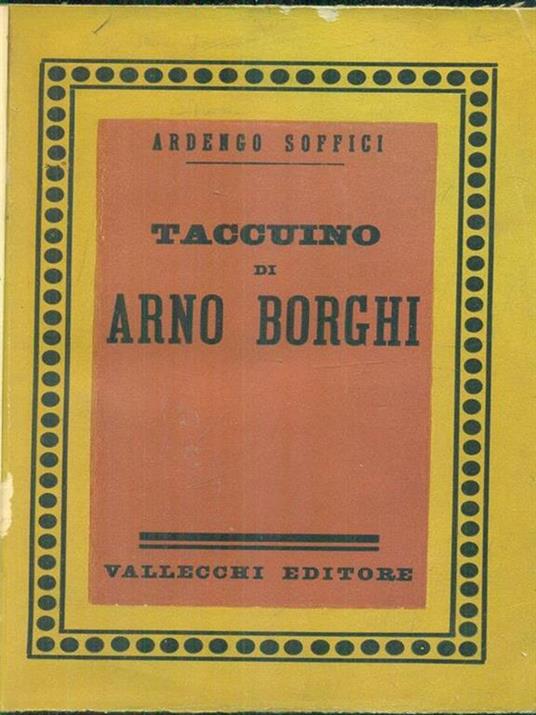 ARDENGO SOFFICI
TACCUINO
DI
ARNO BORGHI
VALLECCHI EDITORE